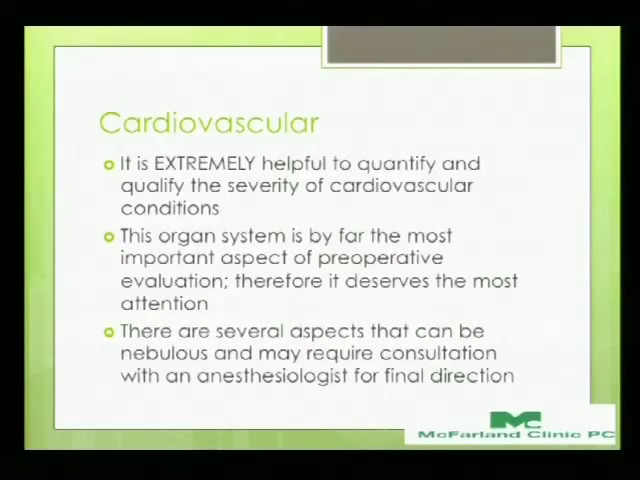 Cardiovascular
It is EXTREMELY helpful to quantify and
qualify the severity of cardiovascular
conditions
This organ system is by far the most
important aspect of preoperative
evaluation; therefore it deserves the most
attention
There are several aspects that can be
nebulous and may require consultation
with an anesthesiologist for final direction
MC
McFarland Clinic PC